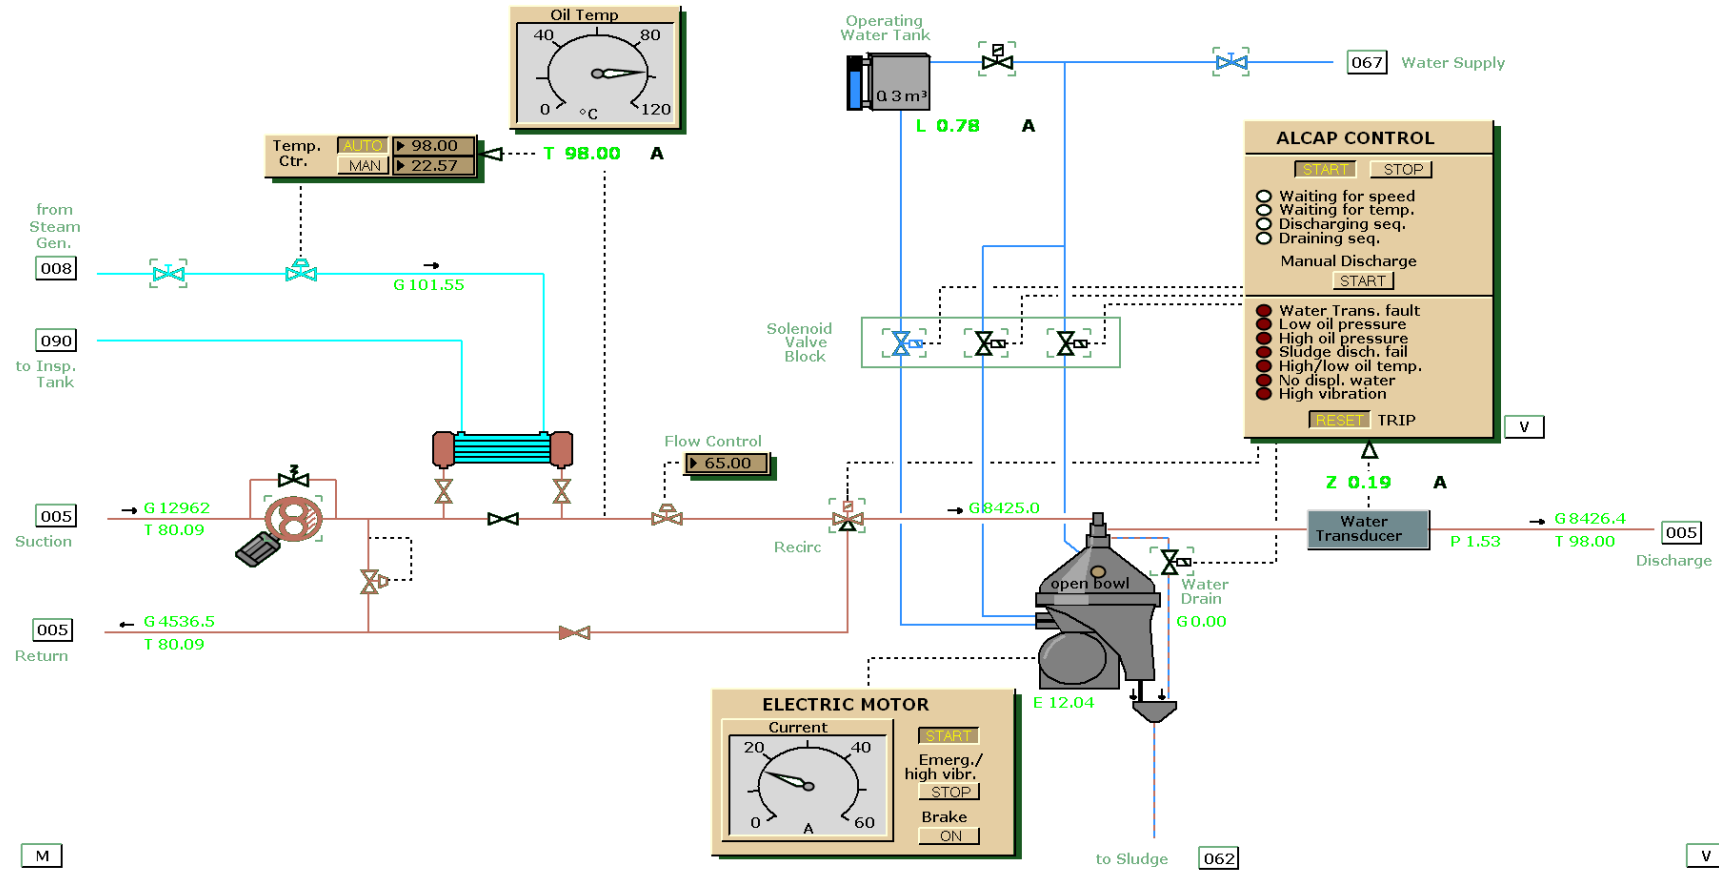 Oil Temp
40
80
0
°C
120
Operating
Water Tank
0.3 m³
L 0.78
A
067
Water Supply
Temp.
Ctr.
AUTO
MAN
98.00
22.57
T 98.00
A
ALCAP CONTROL
START
STOP
Waiting for speed
Waiting for temp.
Discharging seq.
Draining seq.
Manual Discharge
START
Water Trans. fault
Low oil pressure
High oil pressure
Sludge disch. fail
High/low oil temp.
No displ. water
High vibration
RESET
TRIP
V
from
Steam
Gen.
008
G 101.55
090
to Insp.
Tank
Solenoid
Valve
Block
Flow Control
65.00
Z 0.19
A
005
Suction
G 12962
T 80.09
Recirc
G 8425.0
Water
Transducer
G 8426.4
P 1.53
T 98.00
005
Discharge
open bowl
Water
Drain
G 0.00
005
Return
G 4536.5
T 80.09
E 12.04
ELECTRIC MOTOR
Current
20
40
0
A
60
START
Emerg./
high vibr.
STOP
Brake
ON
M
to Sludge
062
V